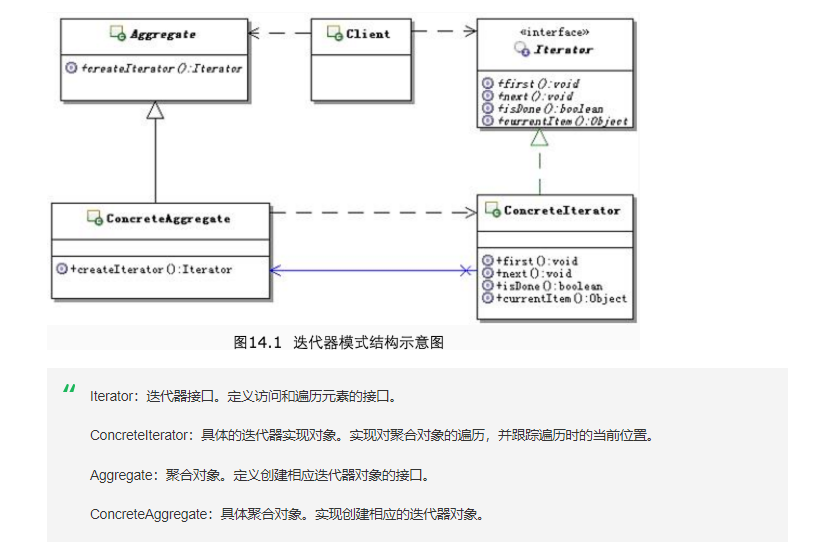 Aggregate
+createIterator():Iterator
Client
«interface»
Iterator
+first():void
+next():void
+isDone():boolean
+currentItem():Object
ConcreteAggregate
+createIterator():Iterator
ConcreteIterator
+first():void
+next():void
+isDone():boolean
+currentItem():Object
图14.1 迭代器模式结构示意图
“
Iterator：迭代器接口。定义访问和遍历元素的接口。
ConcreteIterator：具体的迭代器实现对象。实现对聚合对象的遍历，并跟踪遍历时的当前位置。
Aggregate：聚合对象。定义创建相应迭代器对象的接口。
ConcreteAggregate：具体聚合对象。实现创建相应的迭代器对象。